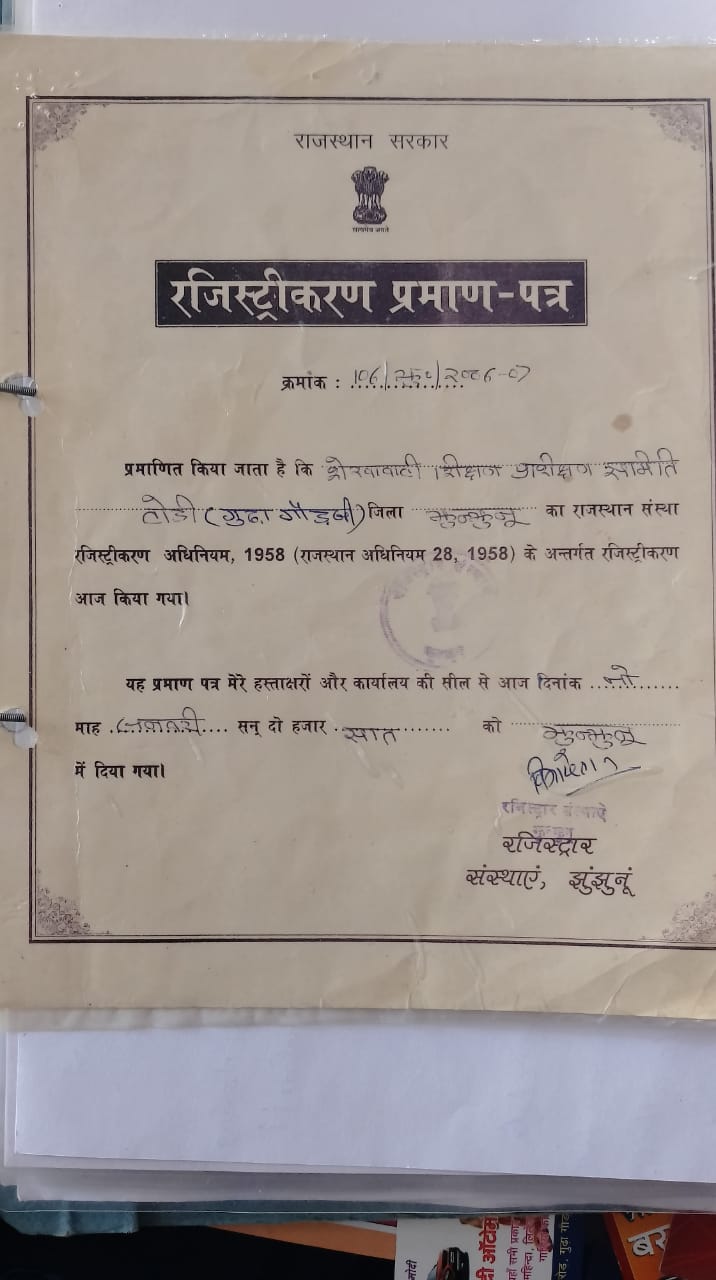 राजस्थान सरकार
सत्यमेव जयते
रजिस्ट्रीकरण प्रमाण-पत्र
क्रमांक : 106/झुन्/2006-07
प्रमाणित किया जाता है कि शेखावाटी शिक्षण प्रशिक्षण समिति
टोडी (गुढा गौडजी) जिला झुन्झुनू का राजस्थान संस्था
रजिस्ट्रीकरण अधिनियम, 1958 (राजस्थान अधिनियम 28, 1958) के अन्तर्गत रजिस्ट्रीकरण
आज किया गया।
यह प्रमाण पत्र मेरे हस्ताक्षरों और कार्यालय की सील से आज दिनांक नो
माह जनवरी सन् दो हजार सात को झुन्झुनू
में दिया गया।
रजिस्ट्रार संस्थाऐं
रजिस्ट्रार
संस्थाएं, झुंझुनूं